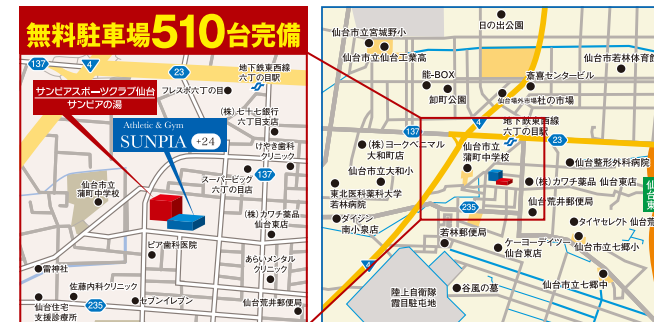 無料駐車場510台完備
137
4
23
地下鉄東西線
六丁の目駅
サンピアスポーツクラブ仙台
サンピアの湯
フレスポ六丁の目
Athletic & Gym
SUNPIA +24
(株)七十七銀行
六丁目支店
けやき歯科
クリニック
スーパービッグ
六丁の目店
137
仙台市立
蒲町中学校
(株)カワチ薬品
仙台東店
ピア歯科医院
あらいメンタル
クリニック
雷神社
佐藤内科クリニック
仙台住宅
支援診療所
235
セブンイレブン
仙台荒井郵便局
日の出公園
仙台市立宮城野小
仙台市立仙台工業高
仙台市若林体育館
能-BOX
卸町公園
斎喜センタービル
仙台場外市場杜の市場
地下鉄東西線
六丁の目駅
137
4
23
(株)ヨークベニマル
大和町店
仙台市立
蒲町中学校
仙台整形外科病院
仙台市立大和小
(株)カワチ薬品 仙台東店
東北医科薬科大学
若林病院
235
仙台荒井郵便局
ダイシン
南小泉店
タイヤセレクト 仙台荒
若林郵便局
ケーヨーデイツー
仙台東店
仙台市立七郷小
4
仙台市立七郷中
陸上自衛隊
霞目駐屯地
谷風の墓
仙台東